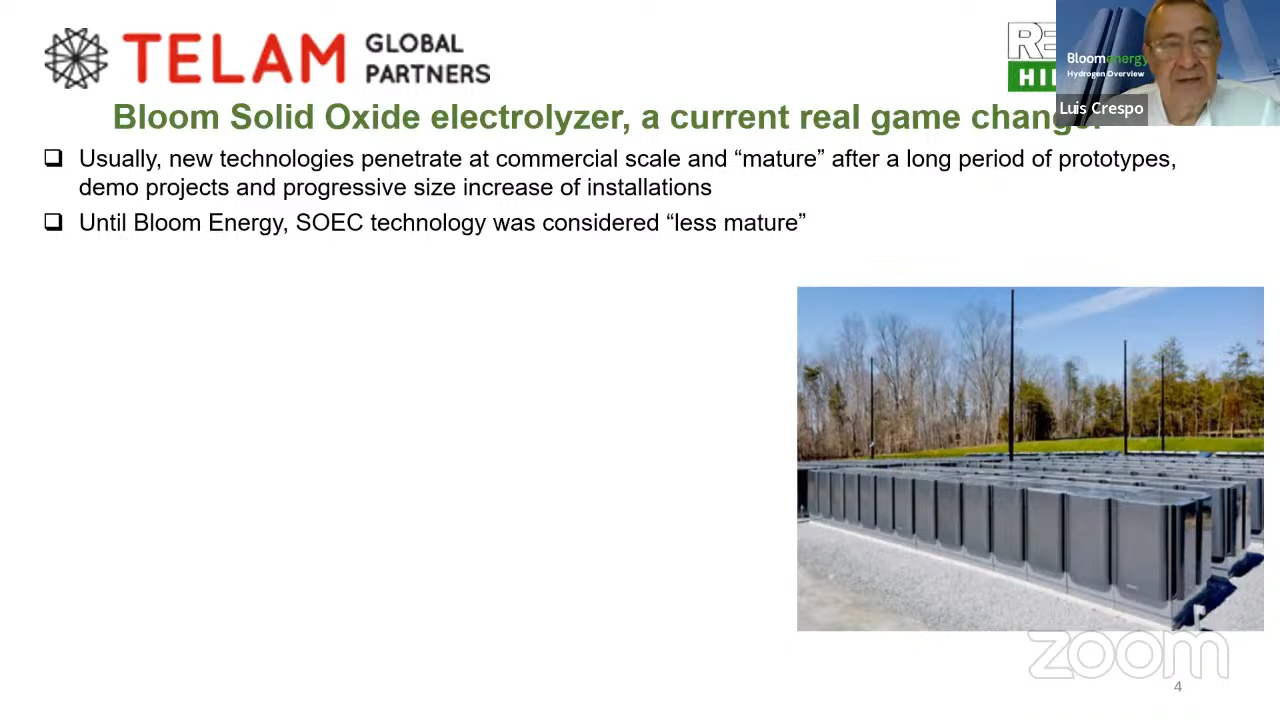 TELAM GLOBAL
PARTNERS
Bloomenergy
Hydrogen Overview
Luis Crespo
Bloom Solid Oxide electrolyzer, a current real game
❑ Usually, new technologies penetrate at commercial scale and “mature” after a long period of prototypes,
demo projects and progressive size increase of installations
❑ Until Bloom Energy, SOEC technology was considered “less mature”
zoom
4